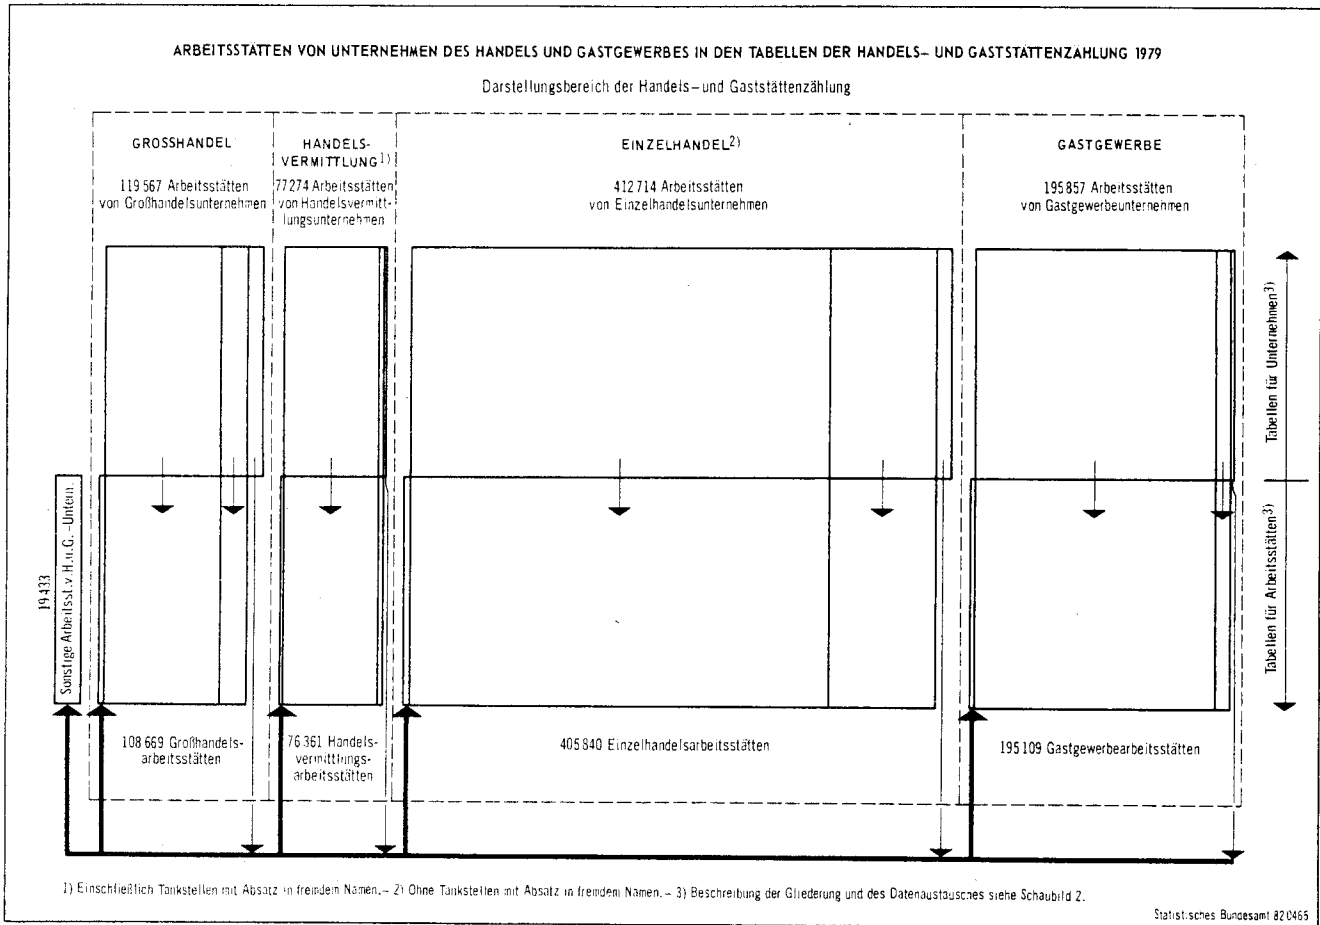 ARBEITSSTÄTTEN VON UNTERNEHMEN DES HANDELS UND GASTGEWERBES IN DEN TABELLEN DER HANDELS- UND GASTSTÄTTENZÄHLUNG 1979
Darstellungsbereich der Handels- und Gaststättenzählung
GROSSHANDEL
119 567 Arbeitsstätten
von Großhandelsunternehmen
HANDELS-
VERMITTLUNG1)
77 274 Arbeitsstätten
von Handelsvermitt-
lungsunternehmen
EINZELHANDEL2)
412 714 Arbeitsstätten
von Einzelhandelsunternehmen
GASTGEWERBE
195 857 Arbeitsstätten
von Gastgewerbeunternehmen
Tabellen für Unternehmen3)
Tabellen für Arbeitsstätten3)
19 433
Sonstige Arbeitsst.v.H.u.G.-Untern.
108 669 Großhandels-
arbeitsstätten
76 361 Handels-
vermittlungs-
arbeitsstätten
405 840 Einzelhandelsarbeitsstätten
195 109 Gastgewerbearbeitsstätten
1) Einschließlich Tankstellen mit Absatz in fremdem Namen.- 2) Ohne Tankstellen mit Absatz in fremdem Namen.- 3) Beschreibung der Gliederung und des Datenaustausches siehe Schaubild 2.
Statistisches Bundesamt 82 0465